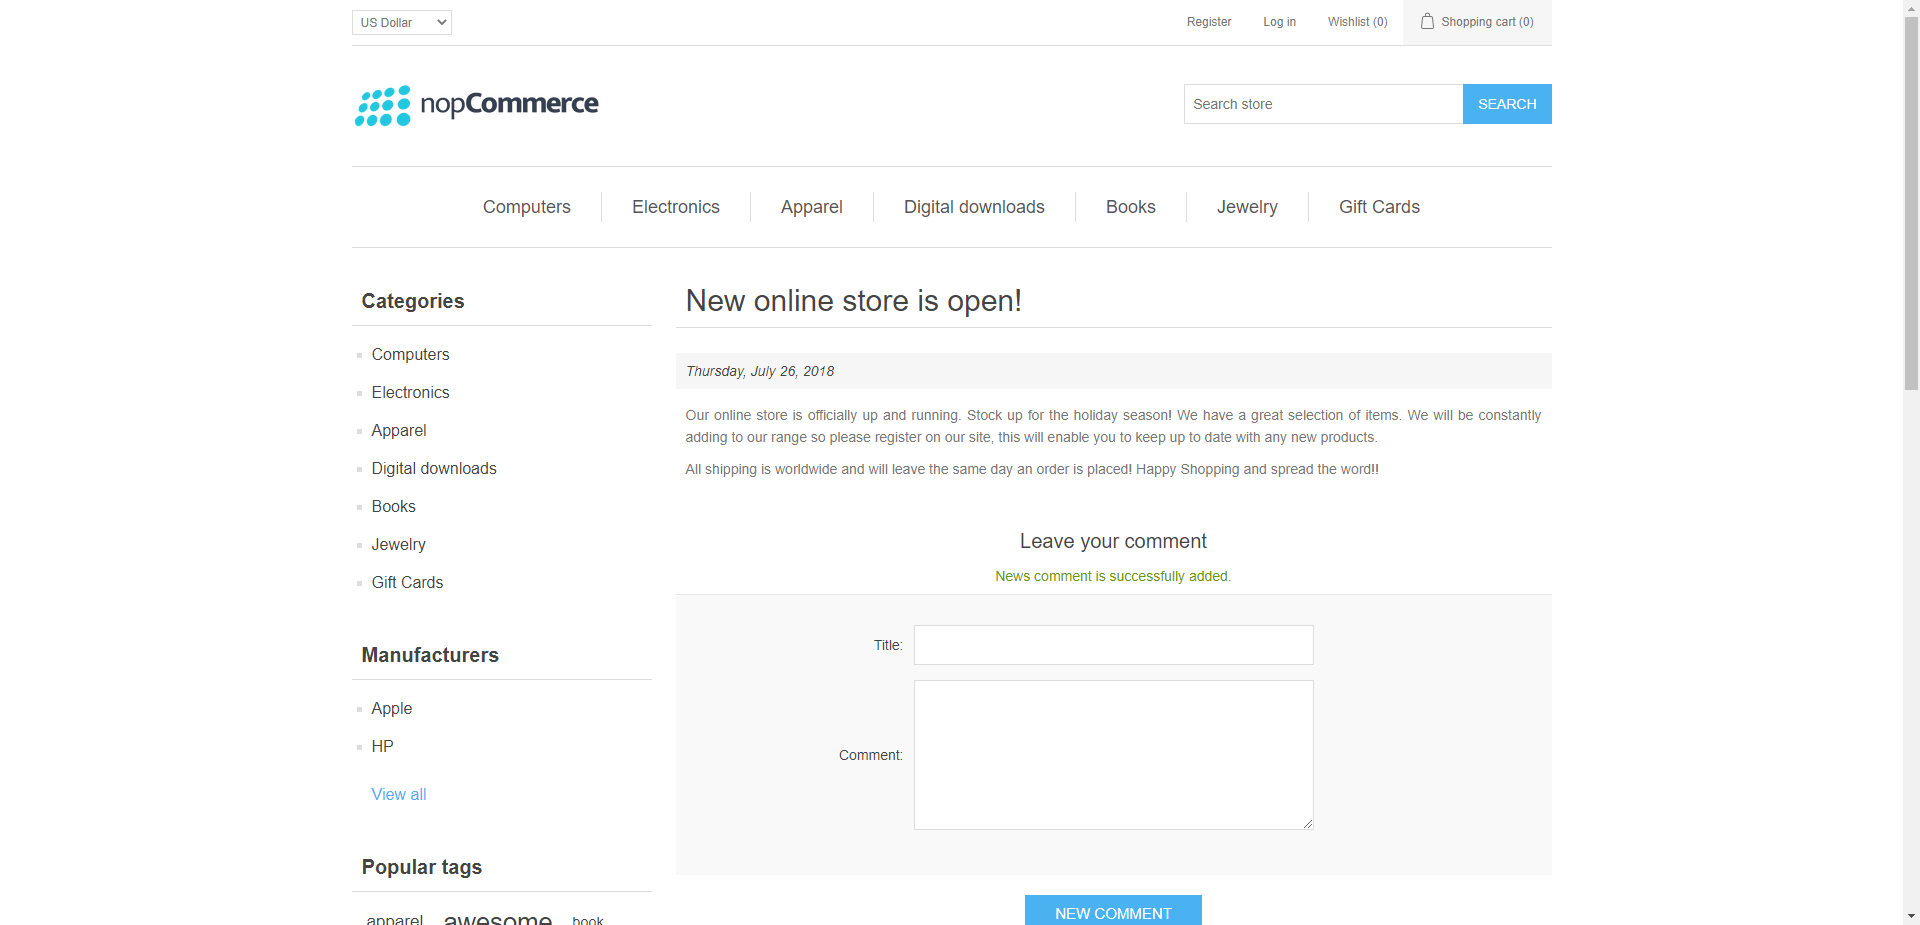 US Dollar
Register
Log in
Wishlist (0)
Shopping cart (0)
nopCommerce
Search store
SEARCH
Computers
Electronics
Apparel
Digital downloads
Books
Jewelry
Gift Cards
Categories
Computers
Electronics
Apparel
Digital downloads
Books
Jewelry
Gift Cards
Manufacturers
Apple
HP
View all
Popular tags
apparel awesome book
New online store is open!
Thursday, July 26, 2018
Our online store is officially up and running. Stock up for the holiday season! We have a great selection of items. We will be constantly
adding to our range so please register on our site, this will enable you to keep up to date with any new products.
All shipping is worldwide and will leave the same day an order is placed! Happy Shopping and spread the word!!
Leave your comment
News comment is successfully added.
Title:
Comment:
NEW COMMENT